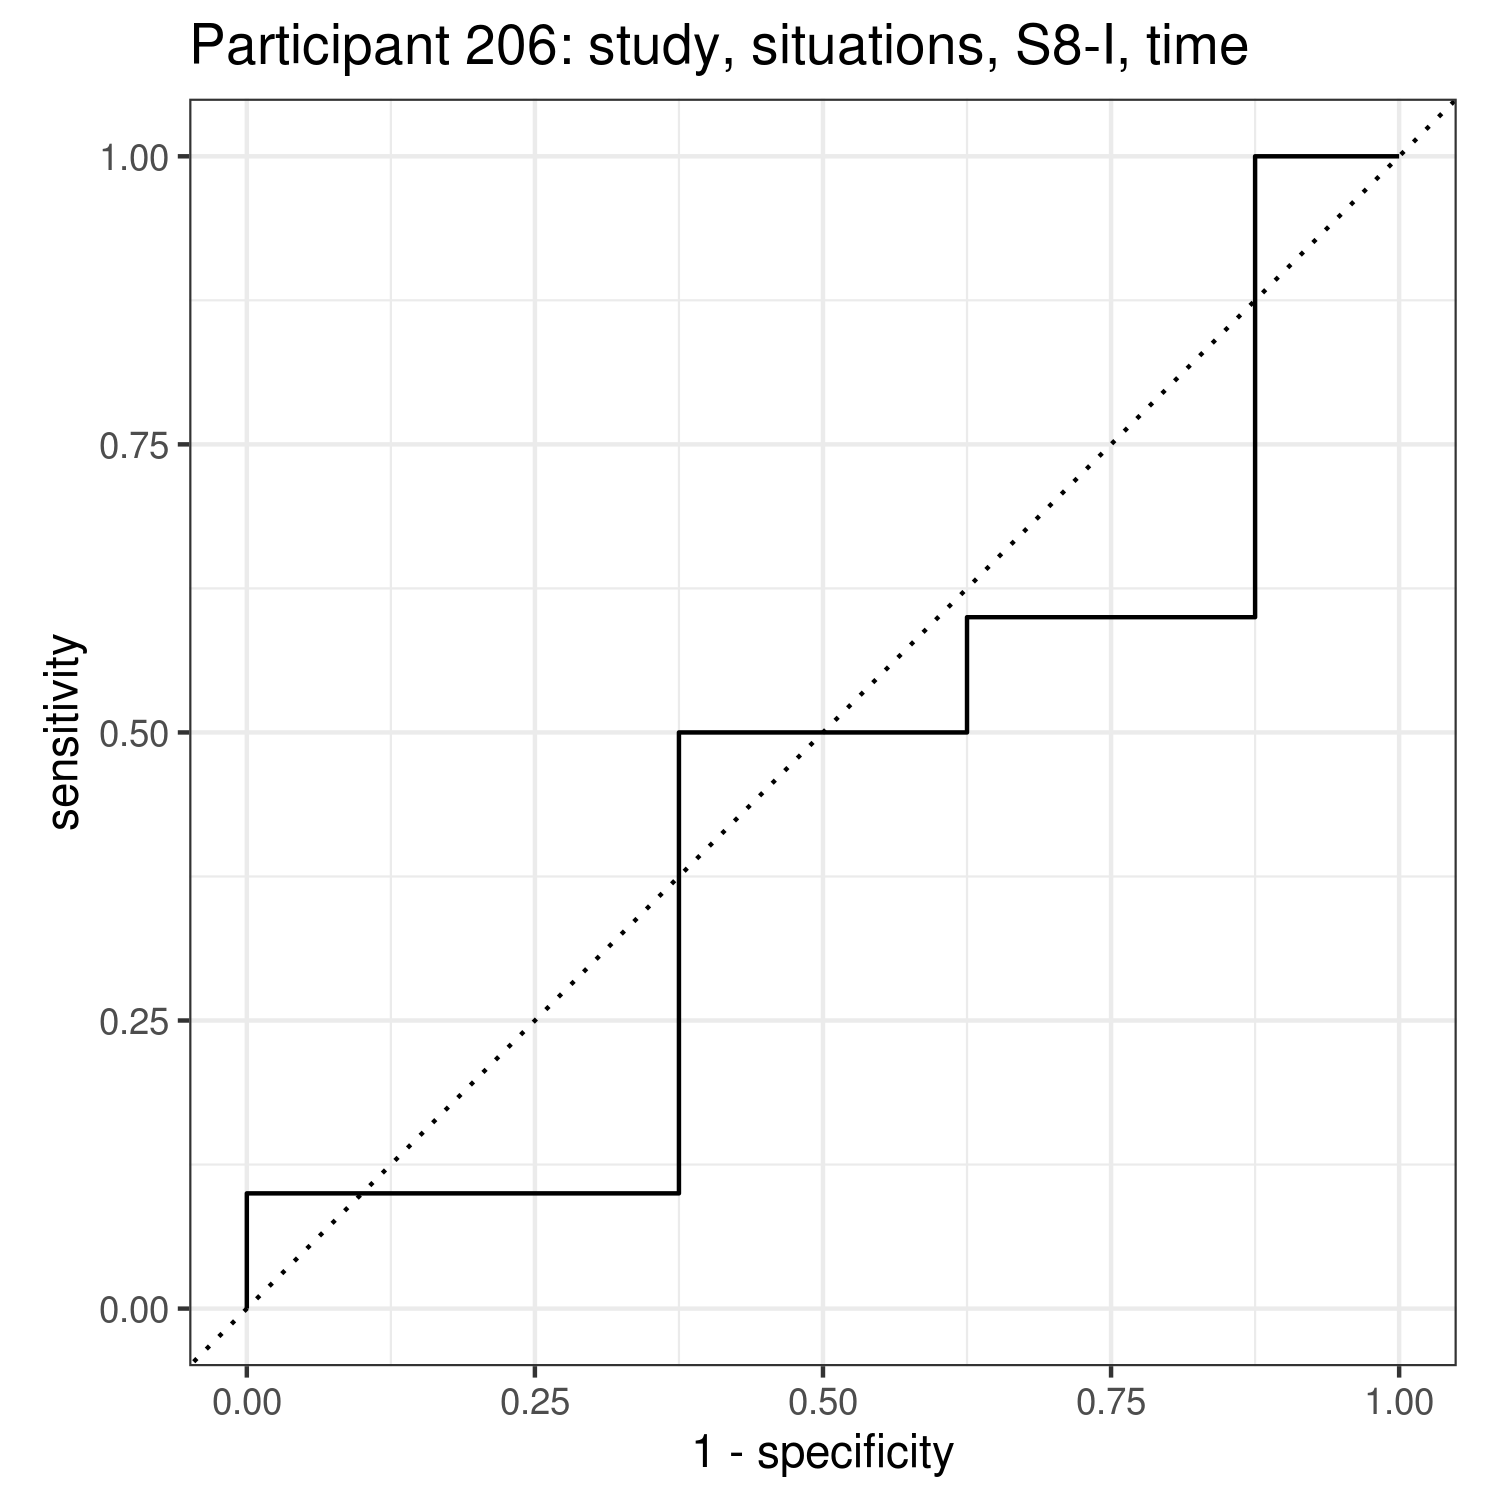 Participant 206: study, situations, S8-I, time
1.00
0.75
0.50
0.25
0.00
sensitivity
0.00 0.25 0.50 0.75 1.00
1 - specificity